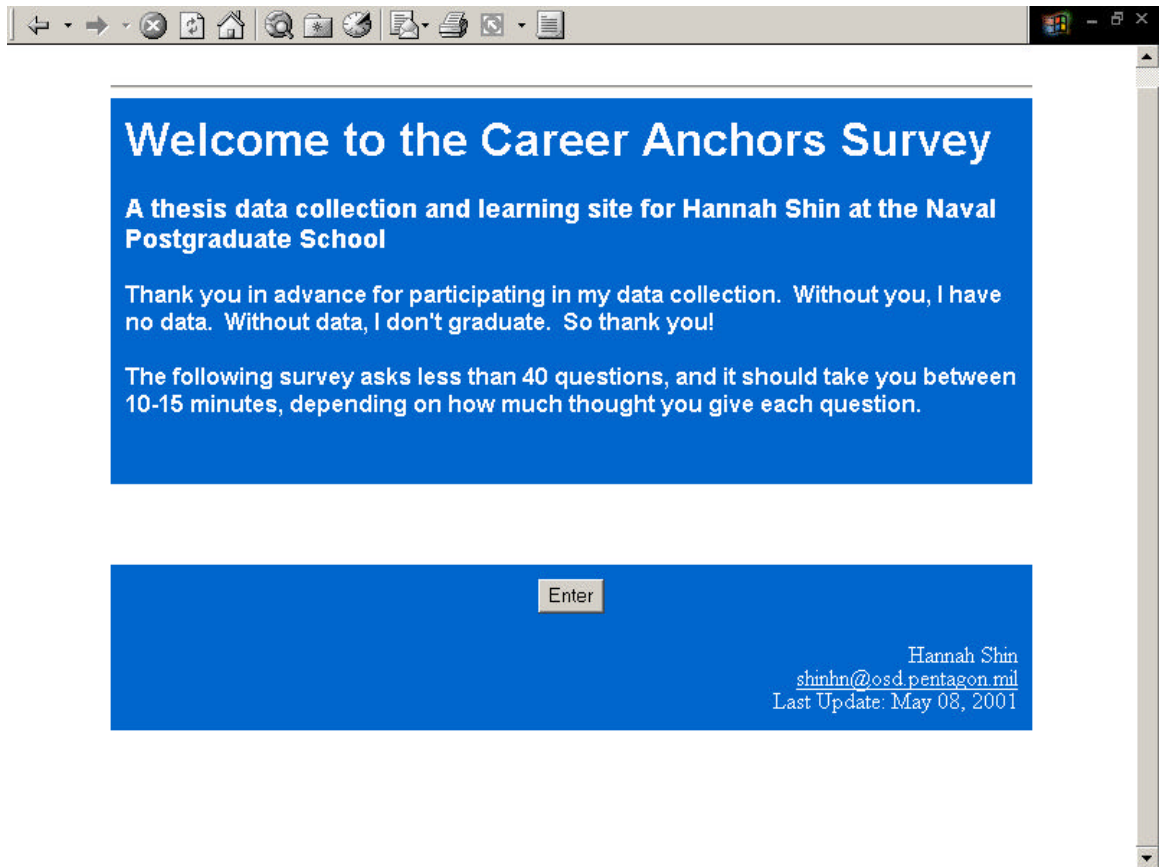 Welcome to the Career Anchors Survey
A thesis data collection and learning site for Hannah Shin at the Naval
Postgraduate School
Thank you in advance for participating in my data collection.  Without you, I have
no data.  Without data, I don't graduate.  So thank you!
The following survey asks less than 40 questions, and it should take you between
10-15 minutes, depending on how much thought you give each question.
Enter
Hannah Shin
shinhn@osd.pentagon.mil
Last Update: May 08, 2001